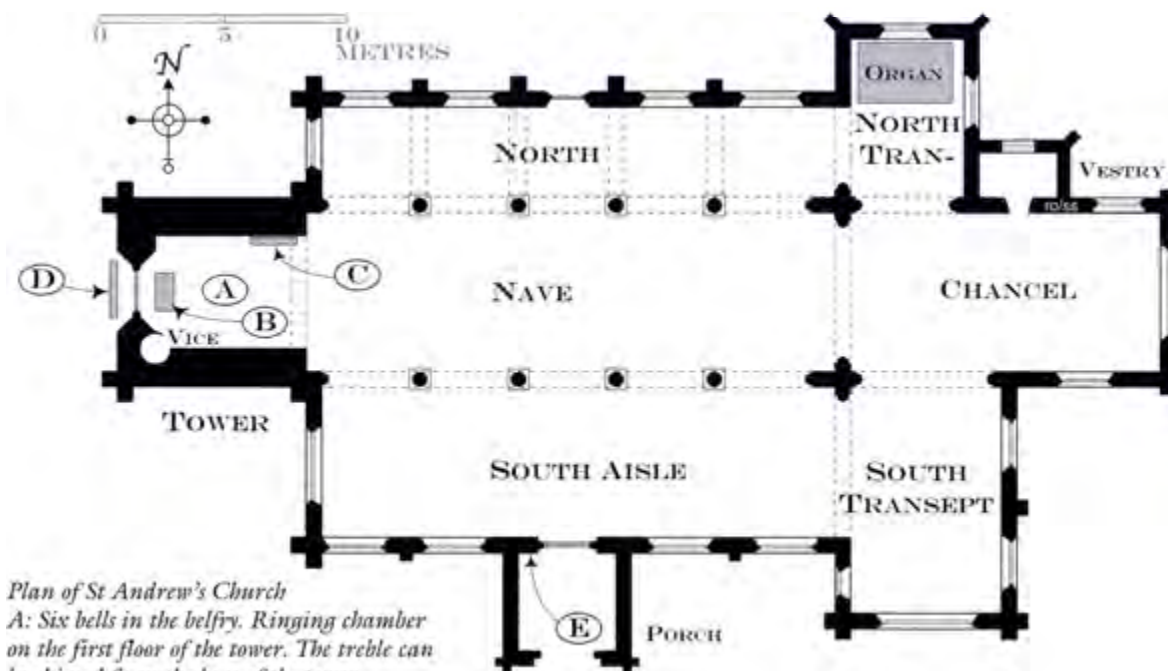 0 5 10
METRES
N
ORGAN
NORTH
TRAN-
NORTH
VESTRY
ro/ss
D
A
C
B
NAVE
CHANCEL
VICE
TOWER
SOUTH AISLE
SOUTH
TRANSEPT
E
PORCH
Plan of St Andrew's Church
A: Six bells in the belfry. Ringing chamber
on the first floor of the tower. The treble can